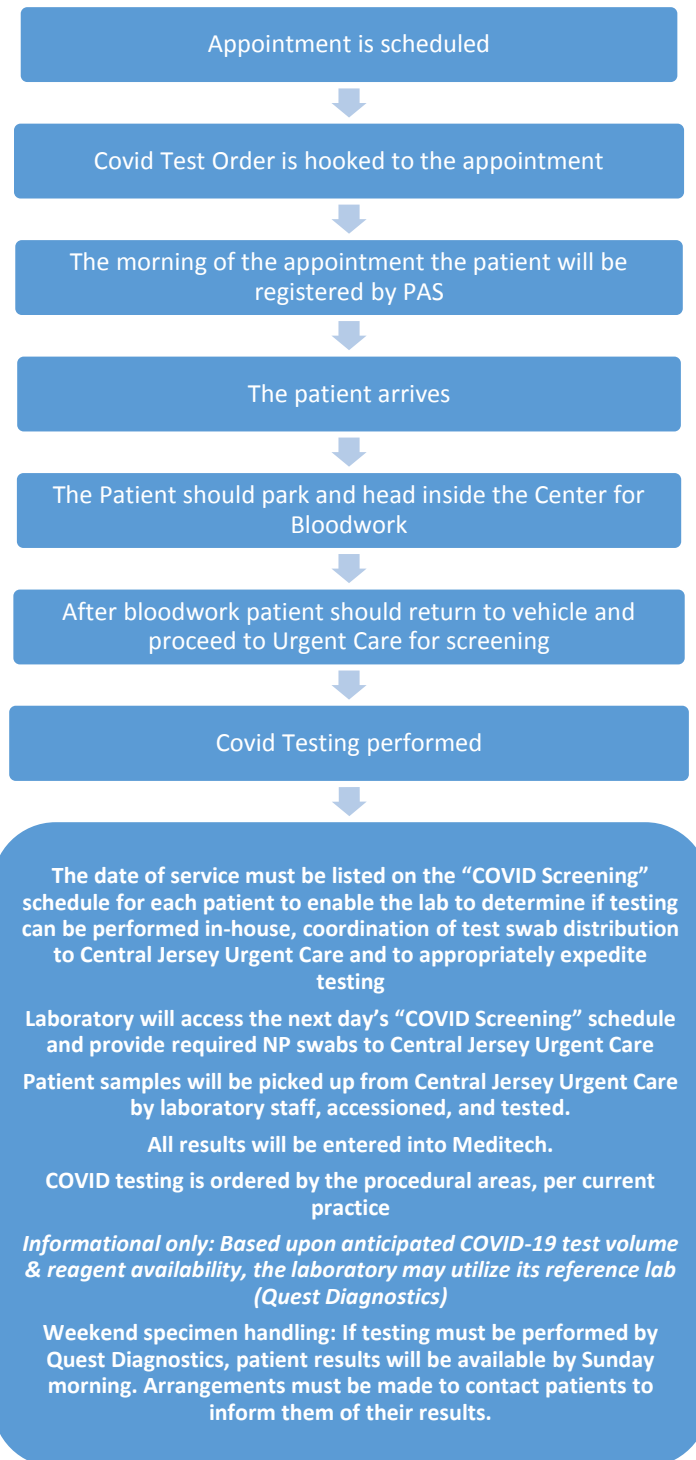 Appointment is scheduled
Covid Test Order is hooked to the appointment
The morning of the appointment the patient will be
registered by PAS
The patient arrives
The Patient should park and head inside the Center for
Bloodwork
After bloodwork patient should return to vehicle and
proceed to Urgent Care for screening
Covid Testing performed
The date of service must be listed on the “COVID Screening”
schedule for each patient to enable the lab to determine if testing
can be performed in-house, coordination of test swab distribution
to Central Jersey Urgent Care and to appropriately expedite
testing
Laboratory will access the next day’s “COVID Screening” schedule
and provide required NP swabs to Central Jersey Urgent Care
Patient samples will be picked up from Central Jersey Urgent Care
by laboratory staff, accessioned, and tested.
All results will be entered into Meditech.
COVID testing is ordered by the procedural areas, per current
practice
Informational only: Based upon anticipated COVID-19 test volume
& reagent availability, the laboratory may utilize its reference lab
(Quest Diagnostics)
Weekend specimen handling: If testing must be performed by
Quest Diagnostics, patient results will be available by Sunday
morning. Arrangements must be made to contact patients to
inform them of their results.